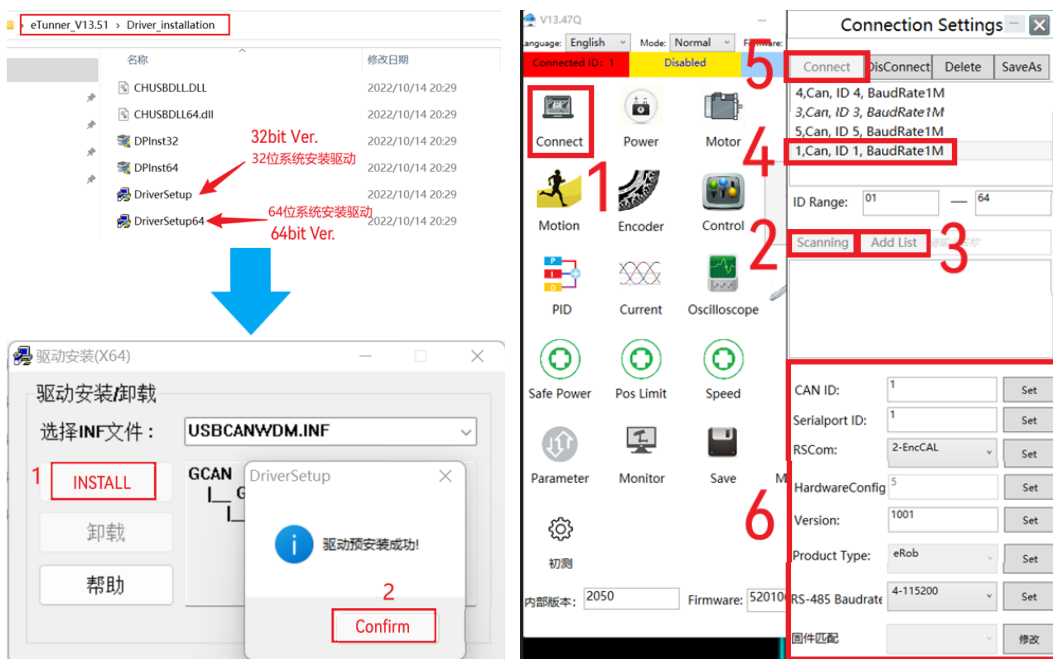 eTunner_V13.51 › Driver_installation
名称
修改日期
CHUSBDLL.DLL
2022/10/14 20:29
CHUSBDLL64.dll
2022/10/14 20:29
DPInst32
2022/10/14 20:29
DPInst64
2022/10/14 20:29
DriverSetup
2022/10/14 20:29
DriverSetup64
2022/10/14 20:29
32bit Ver.
32位系统安装驱动
64位系统安装驱动
64bit Ver.
驱动安装(X64)
驱动安装/卸载
选择INF文件：
USBCANWDM.INF
1
INSTALL
卸载
帮助
GCAN
DriverSetup
驱动预安装成功!
2
Confirm
V13.47Q
Language: English Mode: Normal Firmware:
Connected ID: 1
Disabled
Connect
Power
Motor
1
Motion
Encoder
Control
PID
Current
Oscilloscope
Safe Power
Pos Limit
Speed
Parameter
Monitor
Save
初测
内部版本: 2050
Firmware:
Connection Settings
5
Connect
DisConnect
Delete
SaveAs
4,Can, ID 4, BaudRate1M
3,Can, ID 3, BaudRate1M
5,Can, ID 5, BaudRate1M
4
1,Can, ID 1, BaudRate1M
ID Range: 01 — 64
2
Scanning
Add List
3
6
CAN ID: 1 Set
Serialport ID: 1 Set
RSCom: 2-EncCAL Set
HardwareConfig 5 Set
Version: 1001 Set
Product Type: eRob Set
RS-485 Baudrate 4-115200 Set
固件匹配 修改